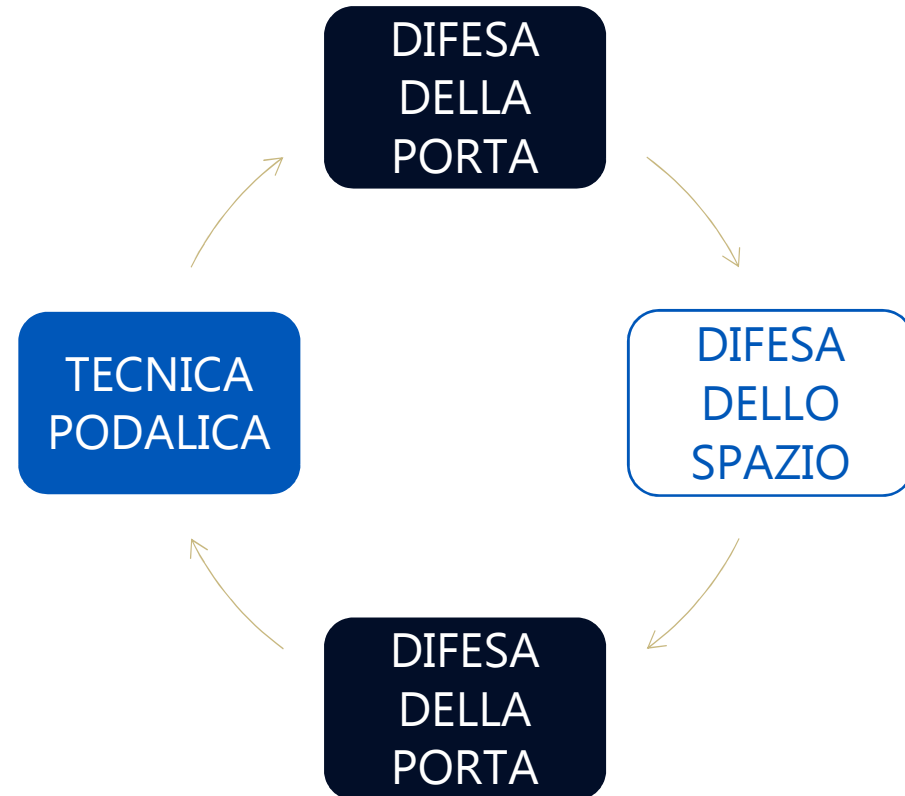 DIFESA
DELLA
PORTA
TECNICA
PODALICA
DIFESA
DELLO
SPAZIO
DIFESA
DELLA
PORTA